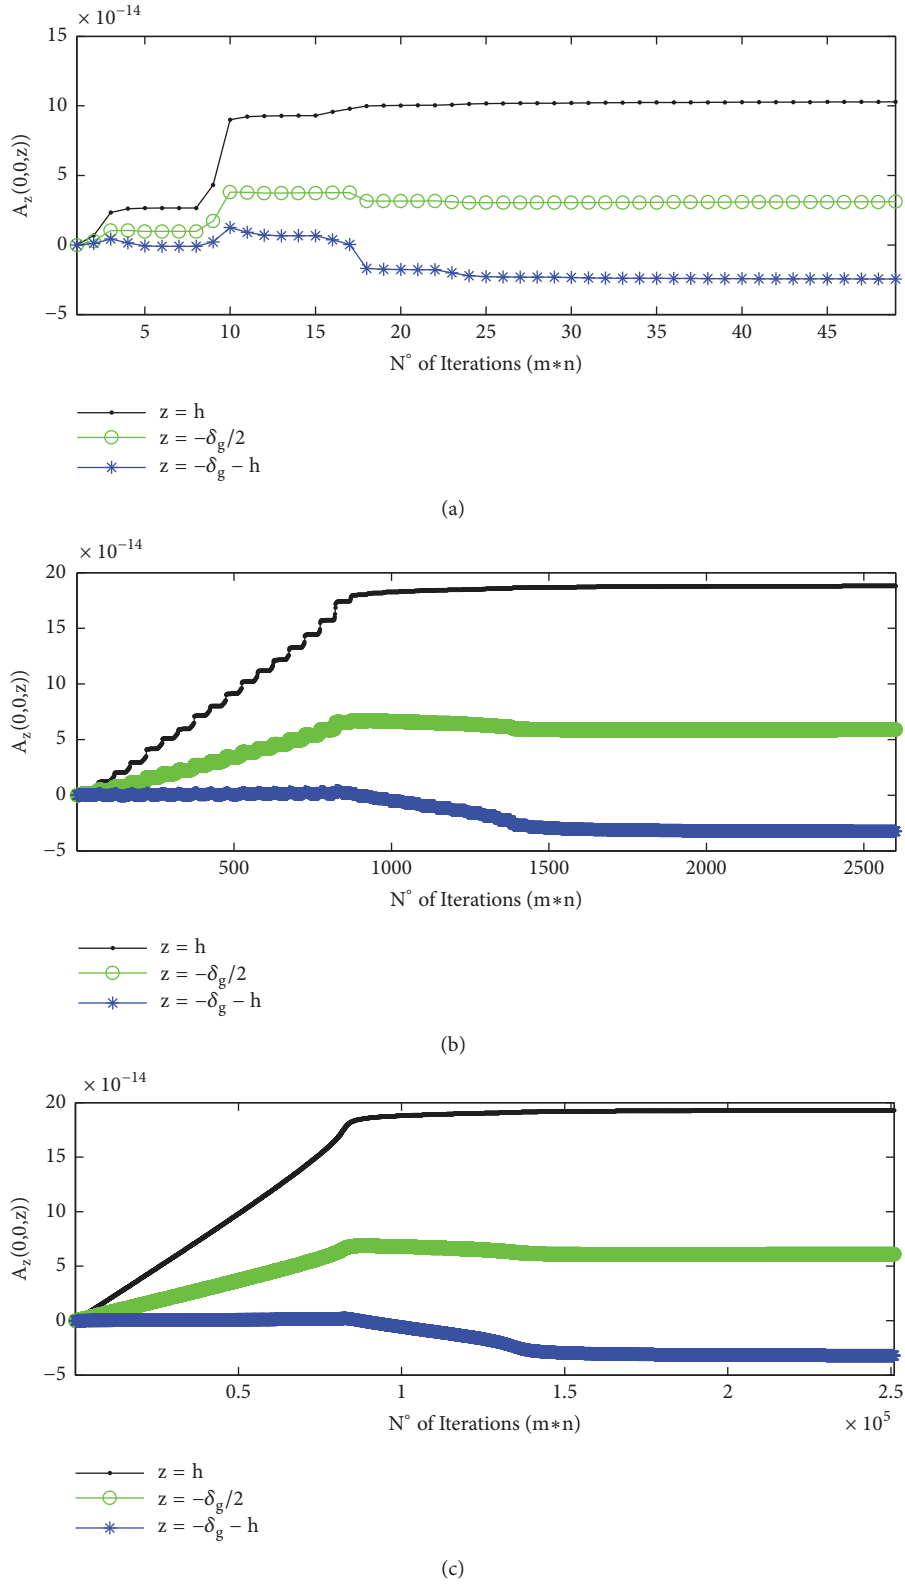 × 10⁻¹⁴
15
10
5
0
−5
A_z(0,0,z))
5 10 15 20 25 30 35 40 45
N° of Iterations (m∗n)
z = h
z = −δ_g/2
z = −δ_g − h
(a)
× 10⁻¹⁴
20
15
10
5
0
−5
A_z(0,0,z))
500 1000 1500 2000 2500
N° of Iterations (m∗n)
z = h
z = −δ_g/2
z = −δ_g − h
(b)
× 10⁻¹⁴
20
15
10
5
0
−5
A_z(0,0,z))
0.5 1 1.5 2 2.5
N° of Iterations (m∗n)
× 10⁵
z = h
z = −δ_g/2
z = −δ_g − h
(c)